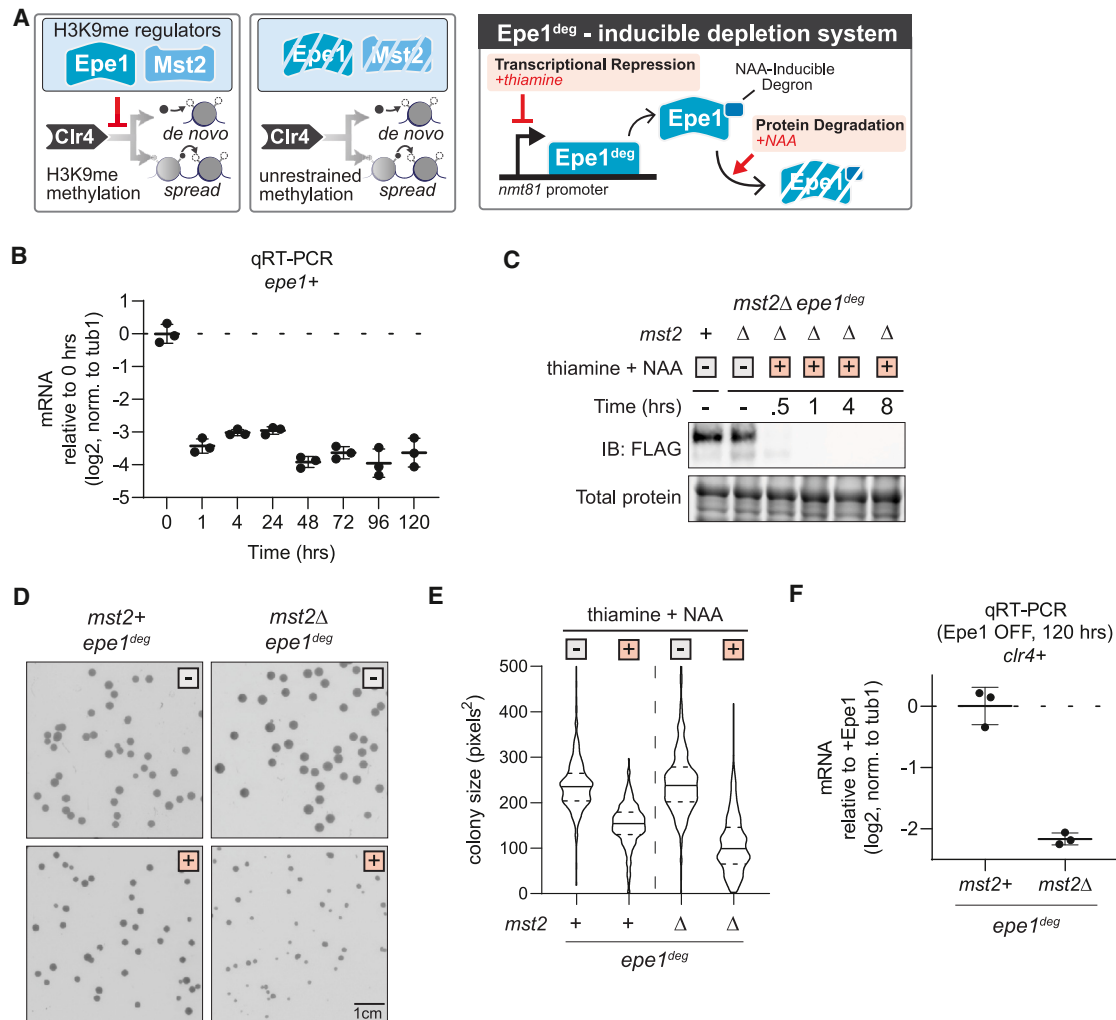 A
H3K9me regulators
Epe1
Mst2
Clr4
de novo
H3K9me
methylation
spread
Epe1
Mst2
Clr4
de novo
unrestrained
methylation
spread
Epe1deg - inducible depletion system
Transcriptional Repression
+thiamine
NAA-Inducible
Degron
Epe1
Protein Degradation
+NAA
Epe1deg
nmt81 promoter
Epe1
B
qRT-PCR
epe1+
mRNA
relative to 0 hrs
(log2, norm. to tub1)
1
0
-1
-2
-3
-4
-5
0 1 4 24 48 72 96 120
Time (hrs)
C
mst2Δ epe1deg
mst2 + Δ Δ Δ Δ Δ
thiamine + NAA - - + + + +
Time (hrs) - - .5 1 4 8
IB: FLAG
Total protein
D
mst2+ mst2Δ
epe1deg epe1deg
- -
+ +
1cm
E
thiamine + NAA
- + - +
colony size (pixels2)
500
400
300
200
100
0
mst2 + + Δ Δ
epe1deg
F
qRT-PCR
(Epe1 OFF, 120 hrs)
clr4+
mRNA
relative to +Epe1
(log2, norm. to tub1)
0
-1
-2
mst2+ mst2Δ
epe1deg